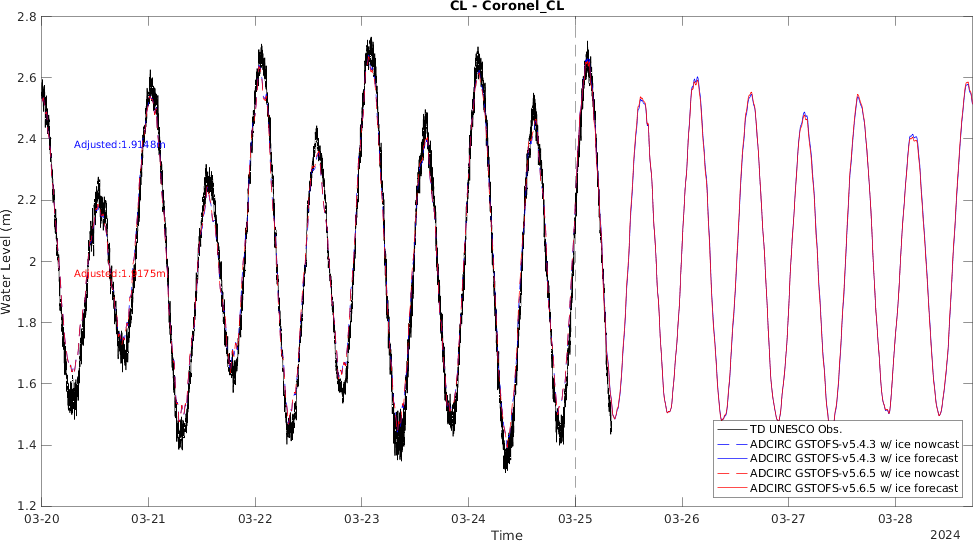 CL - Coronel_CL
2.8
2.6
2.4
2.2
2
1.8
1.6
1.4
1.2
Water Level (m)
Adjusted:1.9148m
Adjusted:1.9175m
TD UNESCO Obs.
ADCIRC GSTOFS-v5.4.3 w/ ice nowcast
ADCIRC GSTOFS-v5.4.3 w/ ice forecast
ADCIRC GSTOFS-v5.6.5 w/ ice nowcast
ADCIRC GSTOFS-v5.6.5 w/ ice forecast
03-20 03-21 03-22 03-23 03-24 03-25 03-26 03-27 03-28
Time
2024